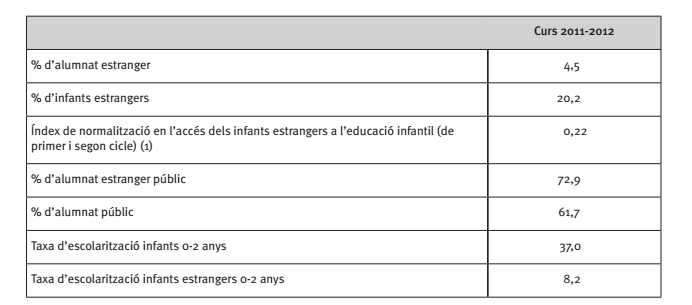 Curs 2011-2012
% d'alumnat estranger 4,5
% d'infants estrangers 20,2
Índex de normalització en l'accés dels infants estrangers a l'educació infantil (de
primer i segon cicle) (1) 0,22
% d'alumnat estranger públic 72,9
% d'alumnat públic 61,7
Taxa d'escolarització infants 0-2 anys 37,0
Taxa d'escolarització infants estrangers 0-2 anys 8,2